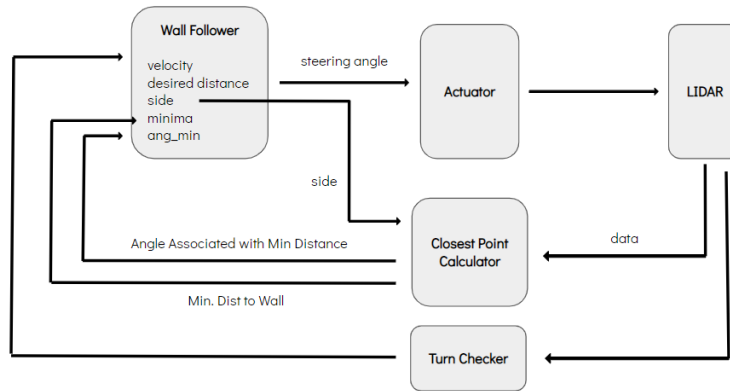 Wall Follower
velocity
desired distance
side
minima
ang_min
steering angle
Actuator
LIDAR
side
Angle Associated with Min Distance
Closest Point
Calculator
data
Min. Dist to Wall
Turn Checker